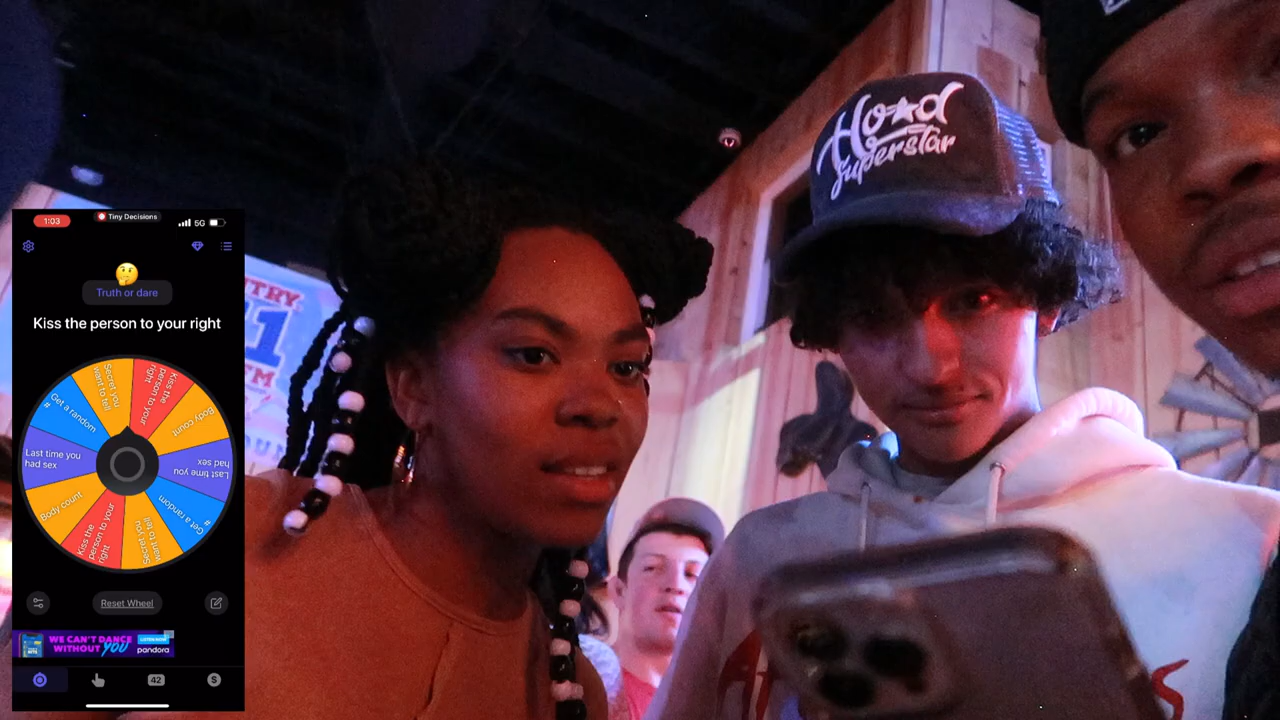 1:03
Tiny Decisions
5G
Truth or dare
Kiss the person to your right
Secret you
want to tell
Kiss the
person to your
right
Body count
Last time you
had sex
Get a random
#
Secret you
want to tell
Kiss the
person to your
right
Body count
Last time you
had sex
Get a random
#
Reset Wheel
WE CAN'T DANCE
WITHOUT YOU
LISTEN NOW
pandora
42
S
Hood
Superstar